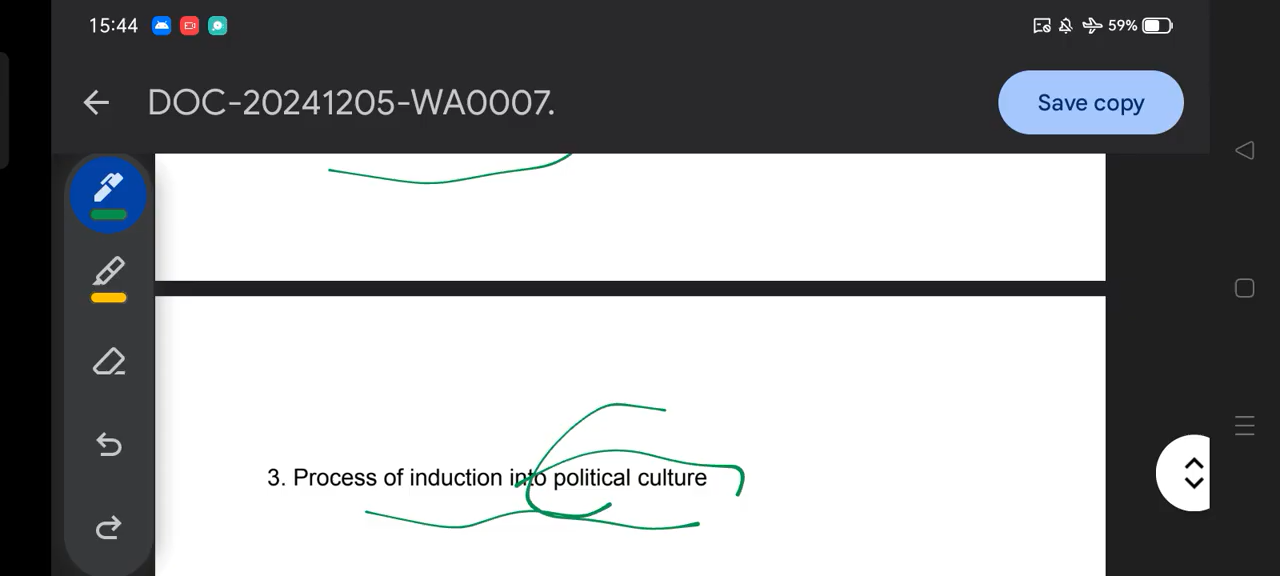 15:44
59%
DOC-20241205-WA0007.
Save copy
3. Process of induction into political culture